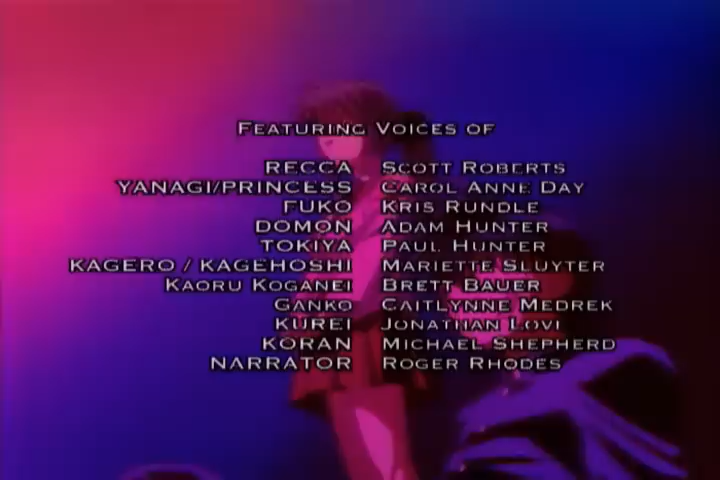 Featuring Voices of
RECCA Scott Roberts
YANAGI/PRINCESS Carol Anne Day
FUKO Kris Rundle
DOMON Adam Hunter
TOKIYA Paul Hunter
KAGERO / KAGEHOSHI Mariette Sluyter
Kaoru Koganei Brett Bauer
Ganko Caitlynne Medrek
KUREI Jonathan Lovi
KORAN Michael Shepherd
NARRATOR Roger Rhodes